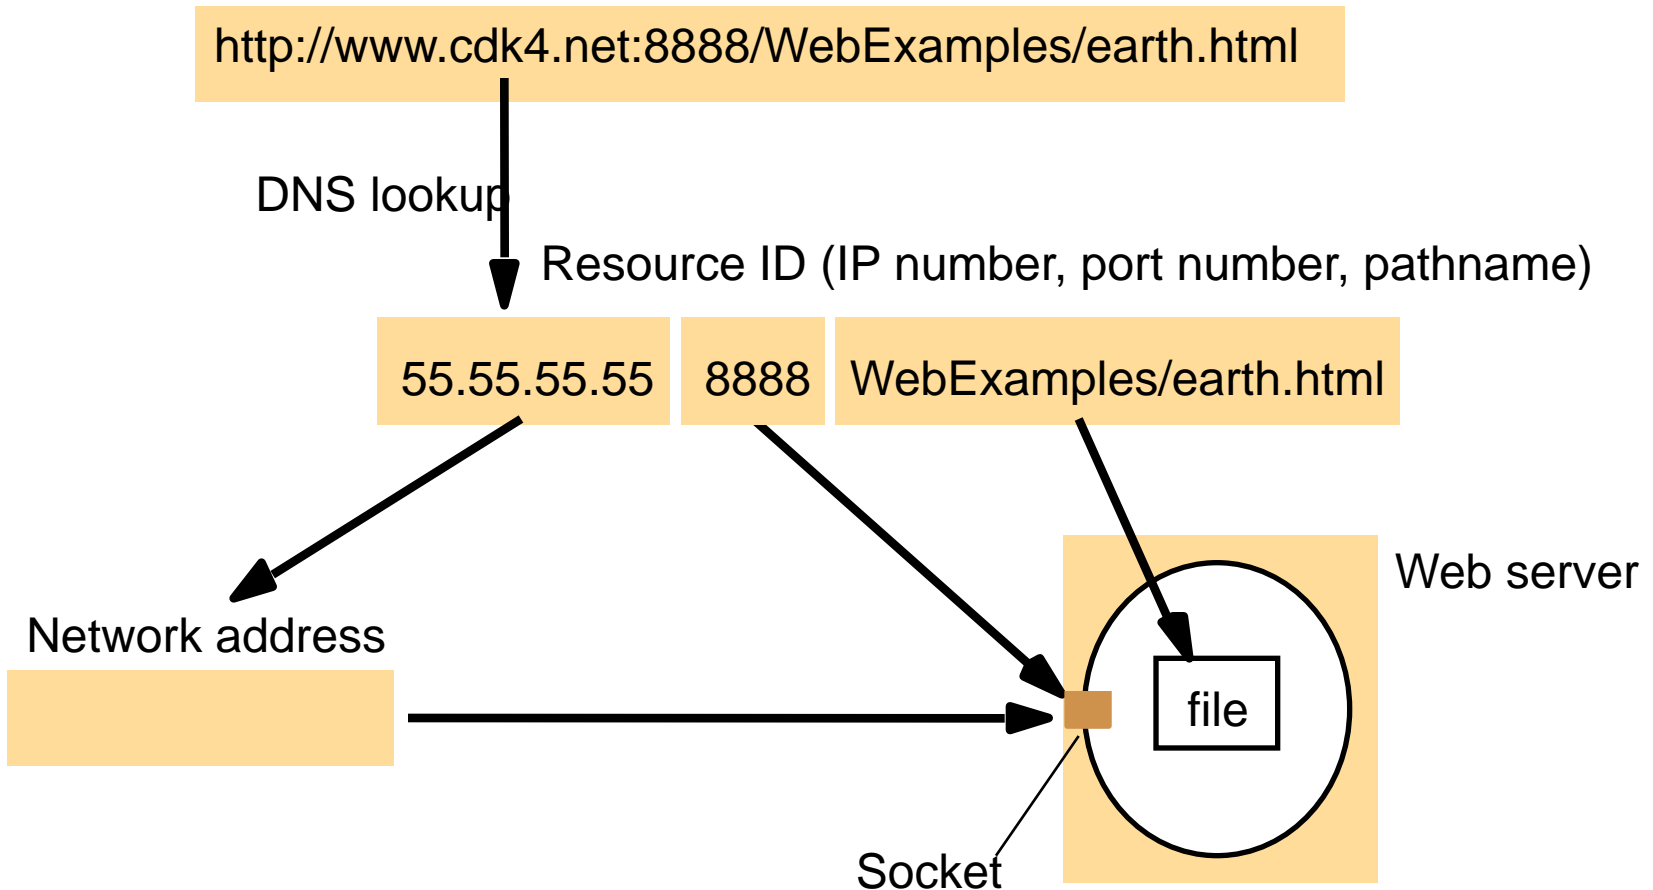 http://www.cdk4.net:8888/WebExamples/earth.html
DNS lookup
Resource ID (IP number, port number, pathname)
55.55.55.55 8888 WebExamples/earth.html
Web server
Network address
file
Socket